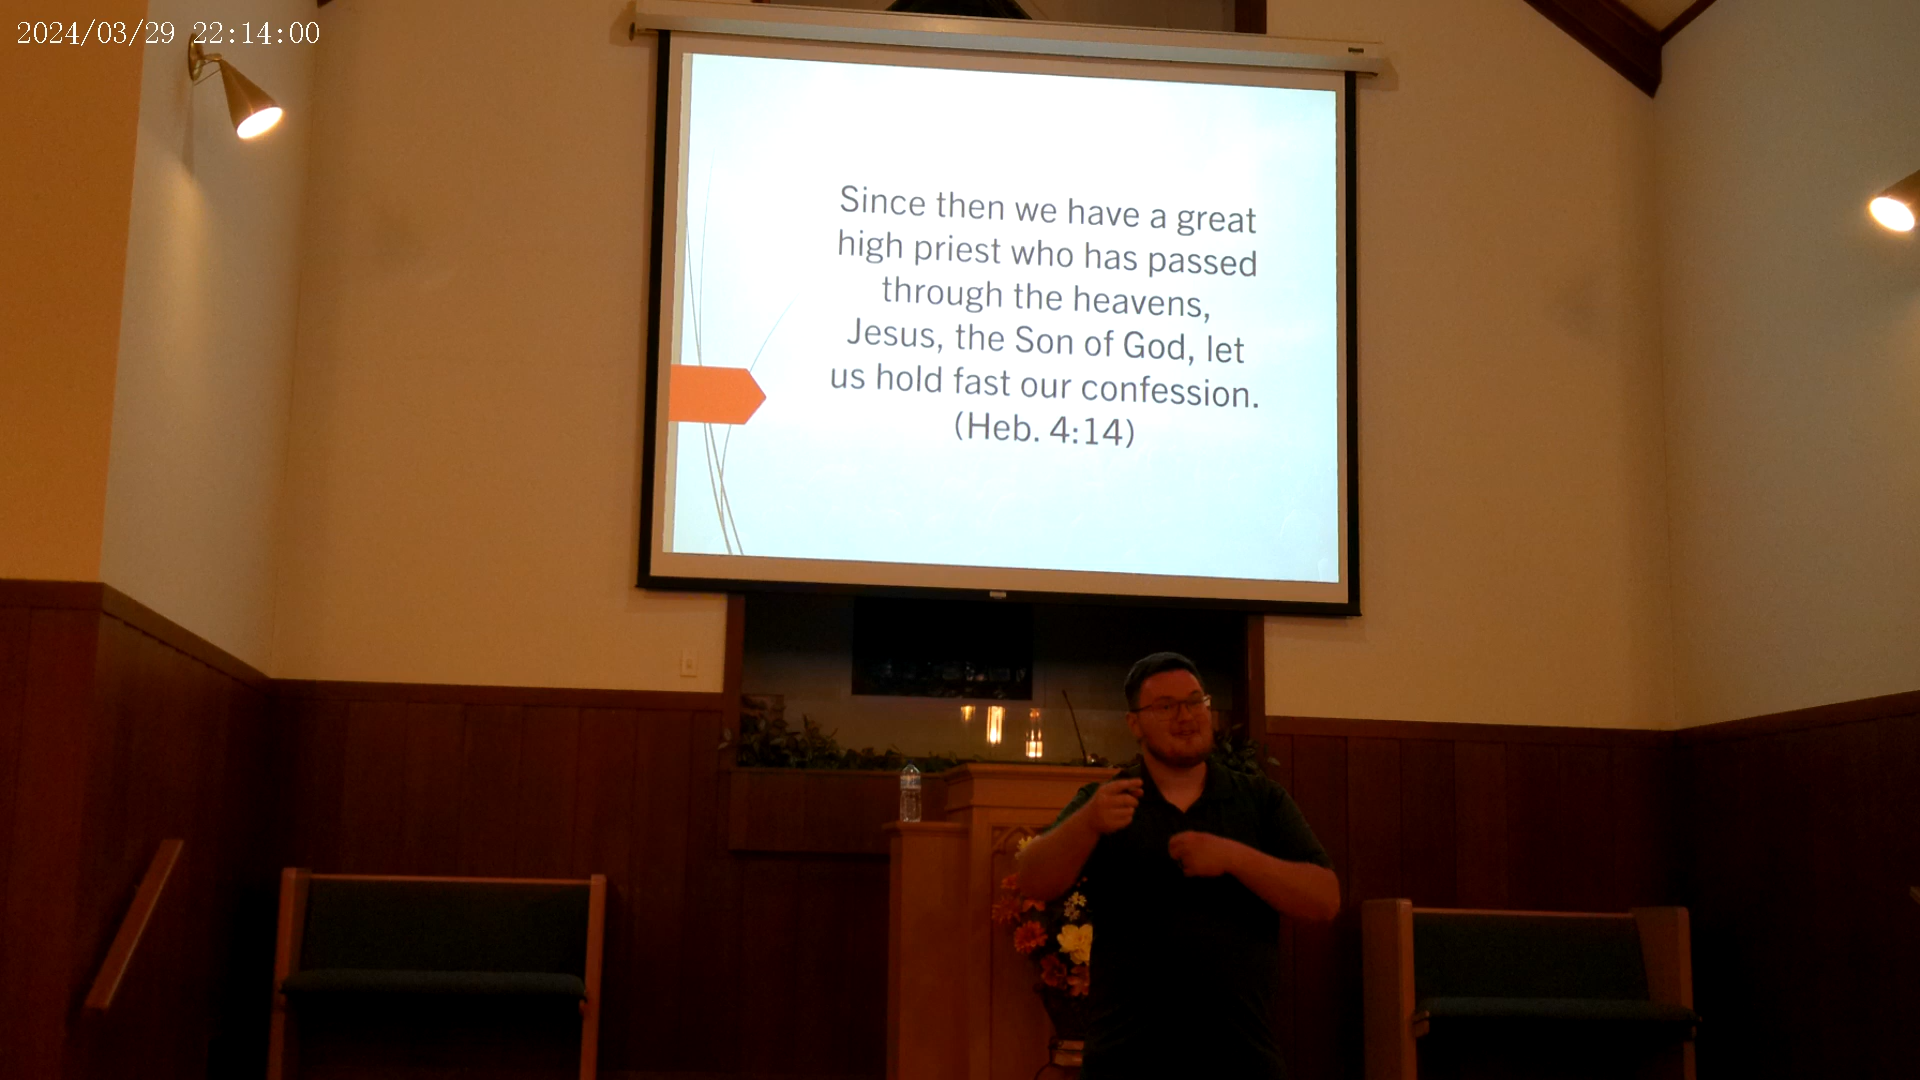 2024/03/29 22:14:00
Since then we have a great
high priest who has passed
through the heavens,
Jesus, the Son of God, let
us hold fast our confession.
(Heb. 4:14)